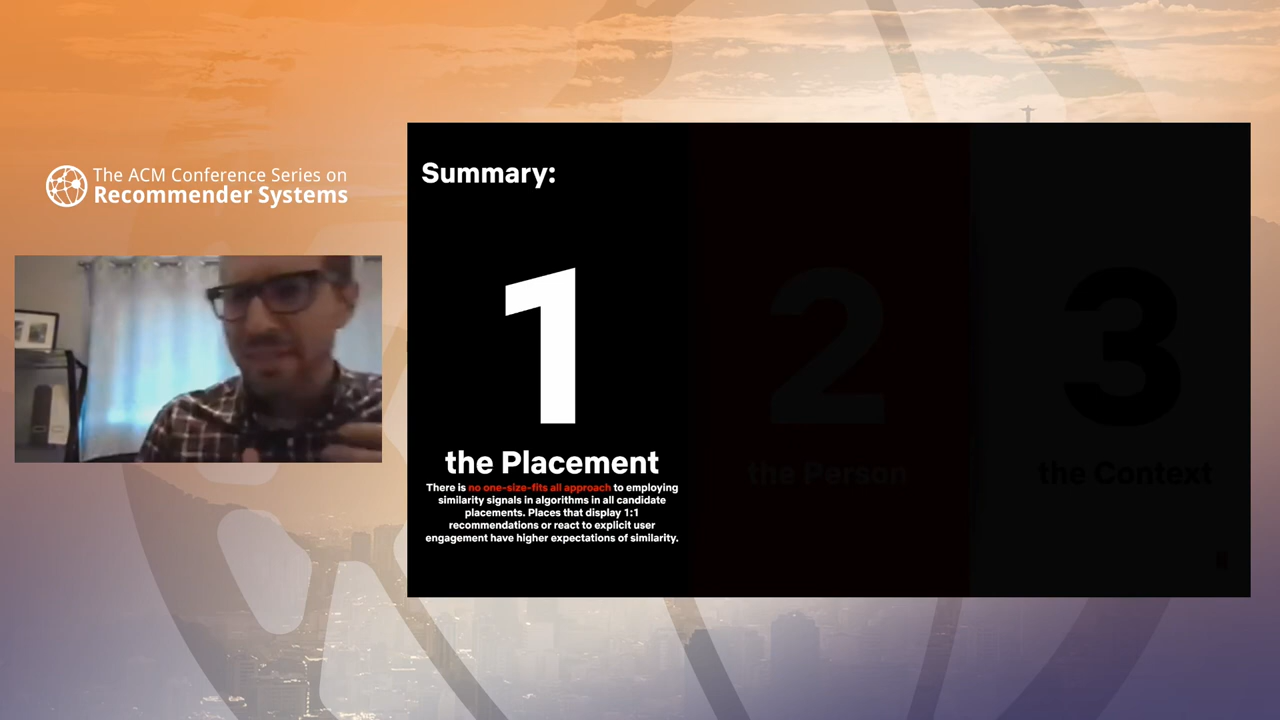 The ACM Conference Series on
Recommender Systems
Summary:
1
the Placement
There is no one-size-fits all approach to employing
similarity signals in algorithms in all candidate
placements. Places that display 1:1
recommendations or react to explicit user
engagement have higher expectations of similarity.
2
the Person
3
the Context